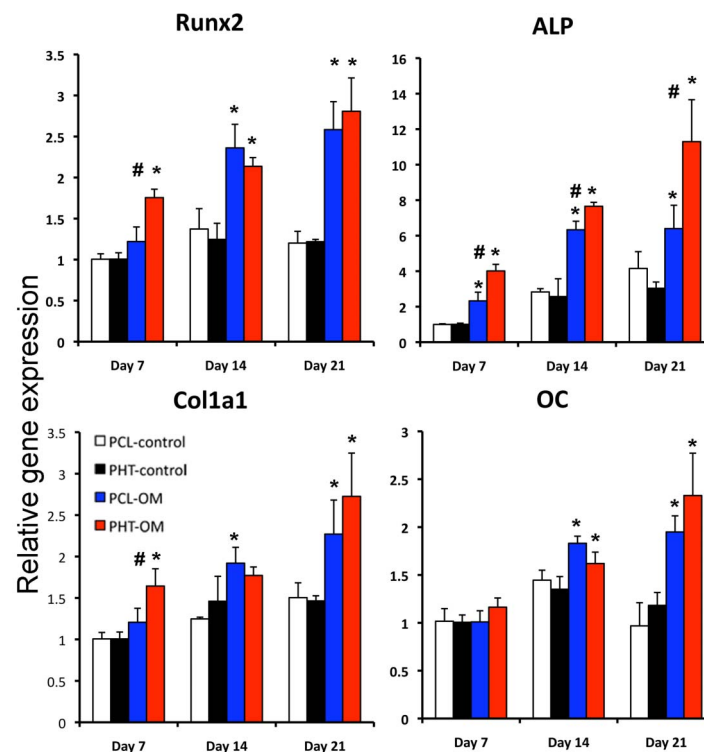 Runx2
ALP
Relative gene expression
3.5
3
2.5
2
1.5
1
0.5
0
# *
* *
* *
Day 7
Day 14
Day 21
16
14
12
10
8
6
4
2
0
#
* *
#
* *
#
* *
Day 7
Day 14
Day 21
Col1a1
OC
3.5
3
2.5
2
1.5
1
0.5
0
PCL-control
PHT-control
PCL-OM
PHT-OM
# *
*
* *
Day 7
Day 14
Day 21
3
2.5
2
1.5
1
0.5
0
* *
* *
Day 7
Day 14
Day 21